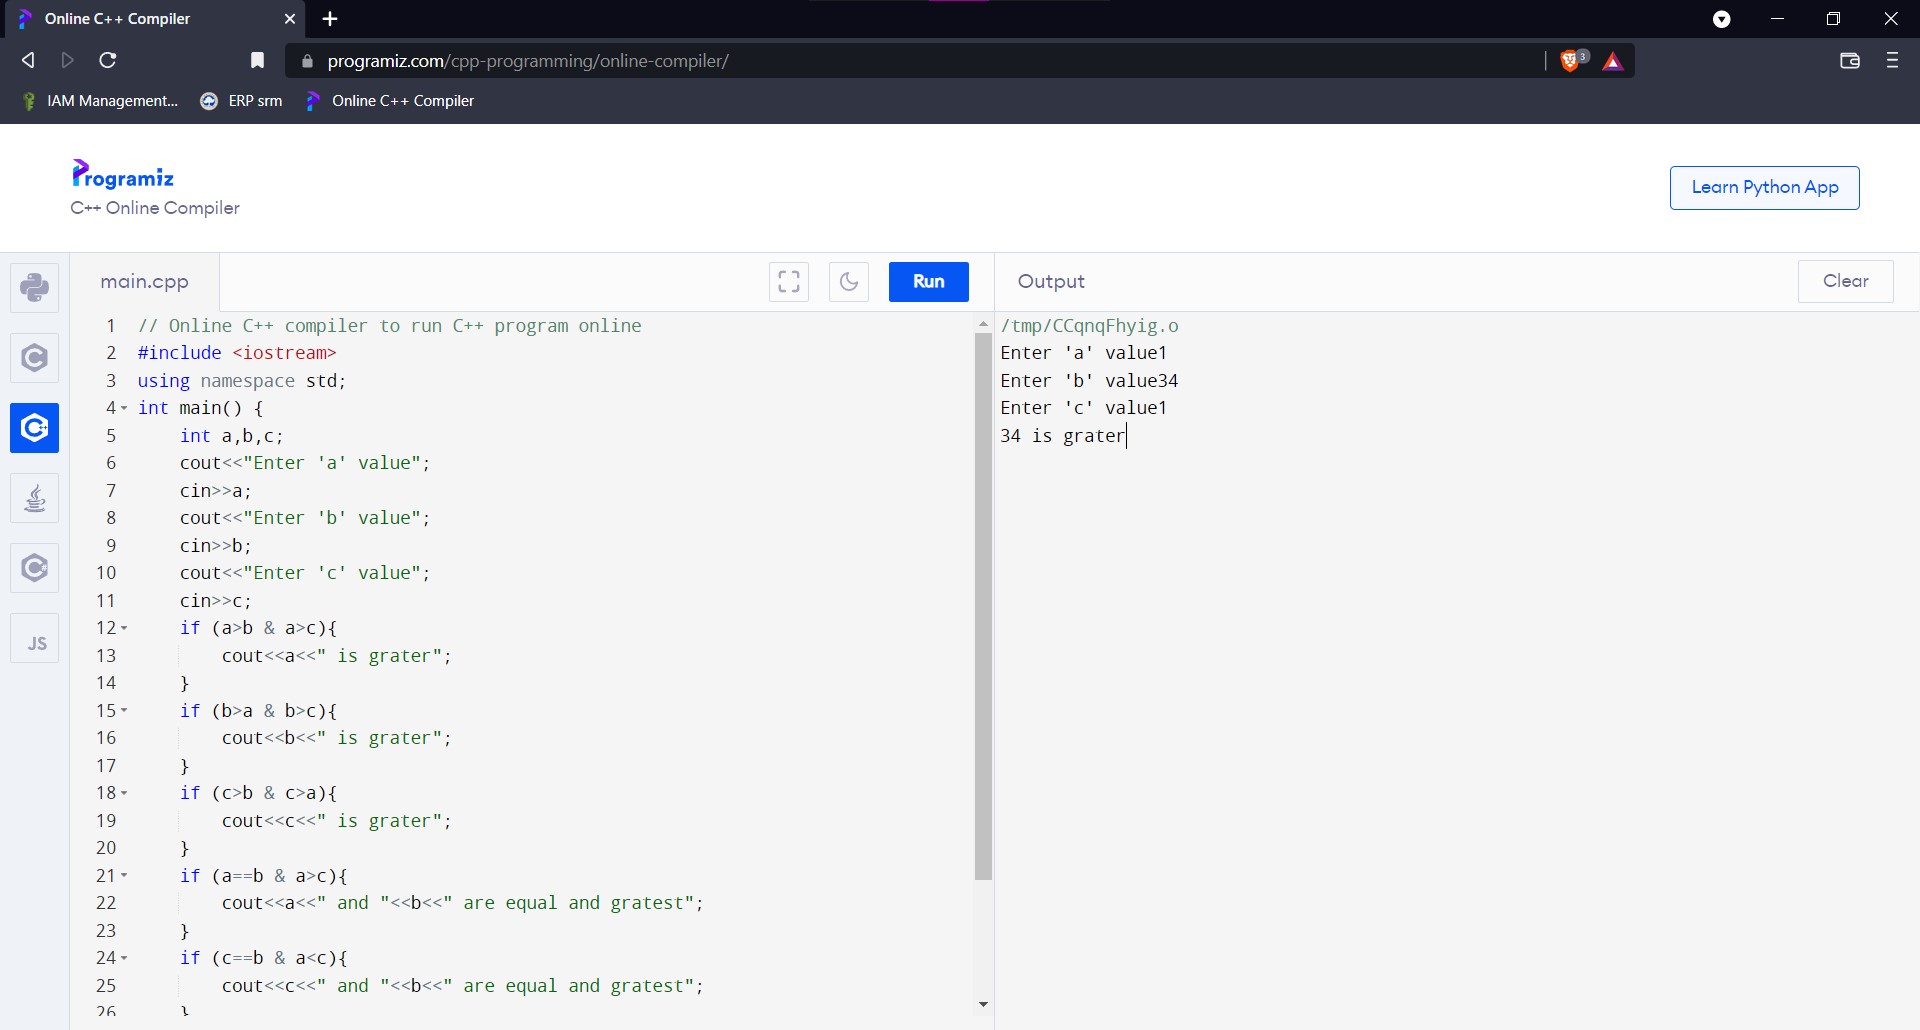 Online C++ Compiler
programiz.com/cpp-programming/online-compiler/
3
IAM Management...
ERP srm
Online C++ Compiler
Programiz
C++ Online Compiler
Learn Python App
main.cpp
Run
Output
Clear
1 // Online C++ compiler to run C++ program online
2 #include <iostream>
3 using namespace std;
4 int main() {
5     int a,b,c;
6     cout<<"Enter 'a' value";
7     cin>>a;
8     cout<<"Enter 'b' value";
9     cin>>b;
10     cout<<"Enter 'c' value";
11     cin>>c;
12     if (a>b & a>c){
13         cout<<a<<" is grater";
14     }
15     if (b>a & b>c){
16         cout<<b<<" is grater";
17     }
18     if (c>b & c>a){
19         cout<<c<<" is grater";
20     }
21     if (a==b & a>c){
22         cout<<a<<" and "<<b<<" are equal and gratest";
23     }
24     if (c==b & a<c){
25         cout<<c<<" and "<<b<<" are equal and gratest";
26     }
/tmp/CCqnqFhyig.o
Enter 'a' value1
Enter 'b' value34
Enter 'c' value1
34 is grater
JS